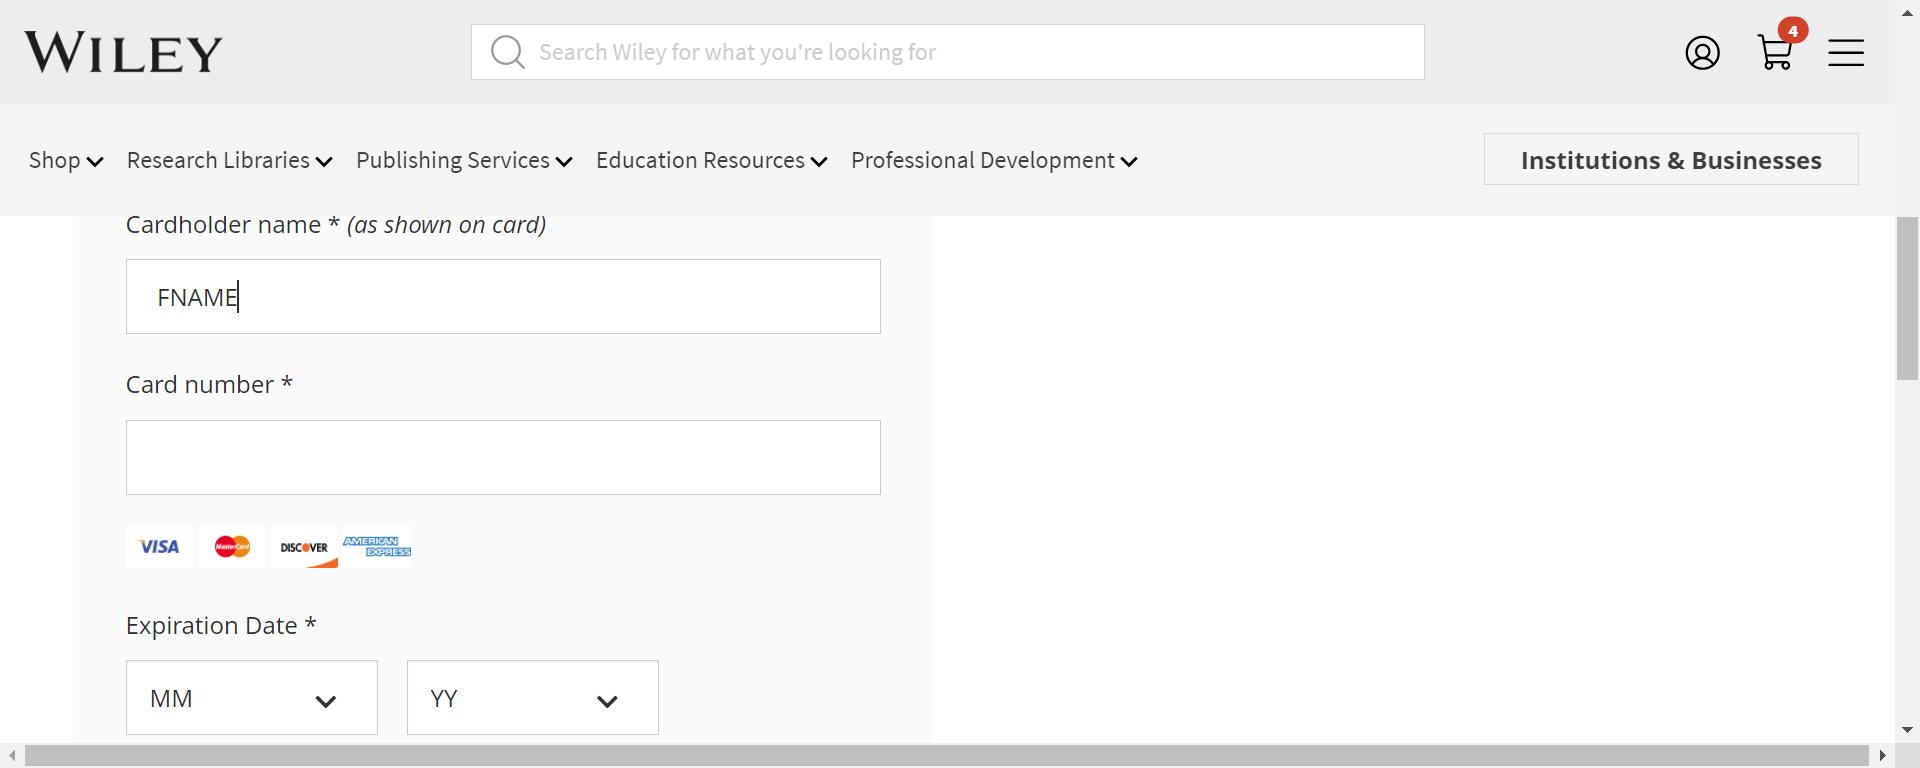 WILEY
Search Wiley for what you're looking for
4
Shop Research Libraries Publishing Services Education Resources Professional Development
Institutions & Businesses
Cardholder name * (as shown on card)
FNAME
Card number *
VISA MasterCard DISCOVER AMERICAN EXPRESS
Expiration Date *
MM YY